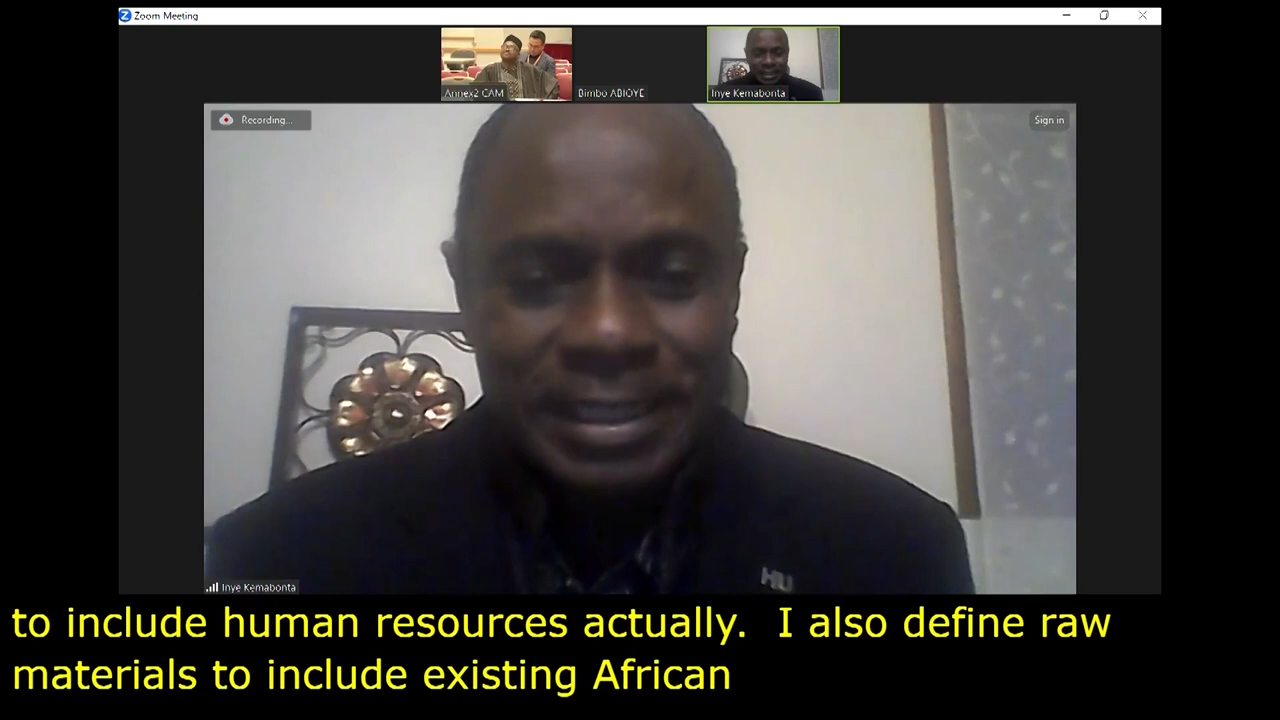 Zoom Meeting
Annex2 CAM
Bimbo ABIOYE
Inye Kemabonta
Recording...
Sign in
HU
Inye Kemabonta
to include human resources actually.  I also define raw
materials to include existing African